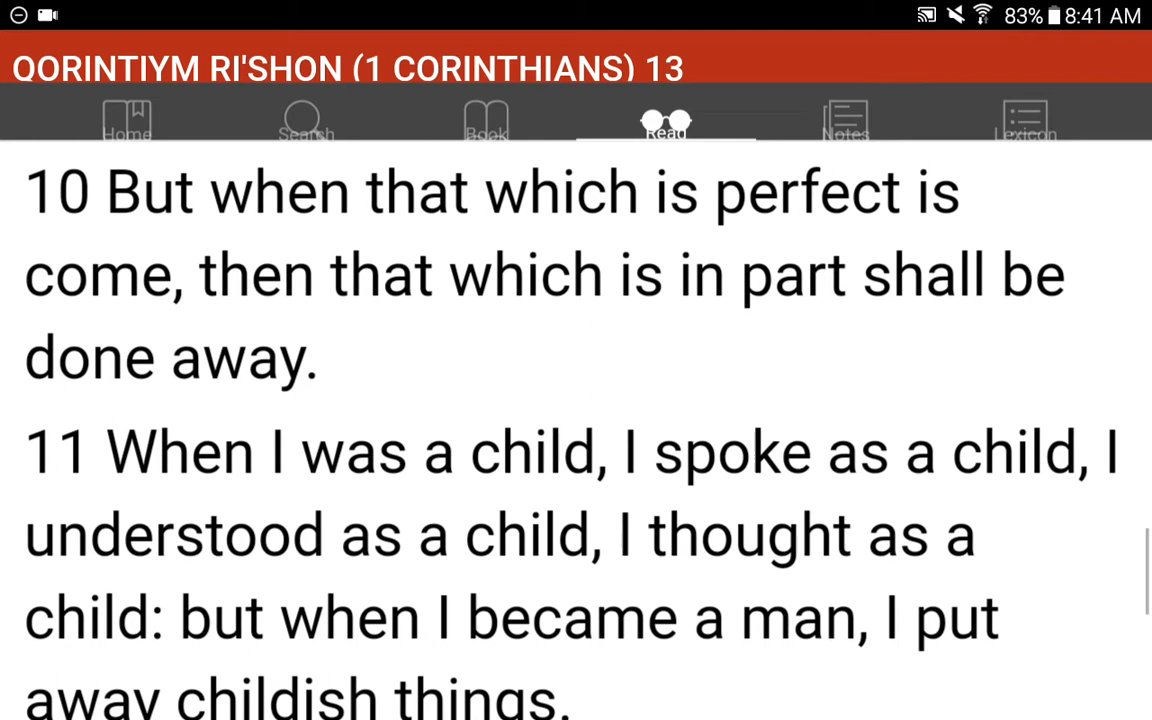 83% 8:41 AM
QORINTIYM RI'SHON (1 CORINTHIANS) 13
Home Search Book Read Notes Lexicon
10 But when that which is perfect is
come, then that which is in part shall be
done away.
11 When I was a child, I spoke as a child, I
understood as a child, I thought as a
child: but when I became a man, I put
away childish things.